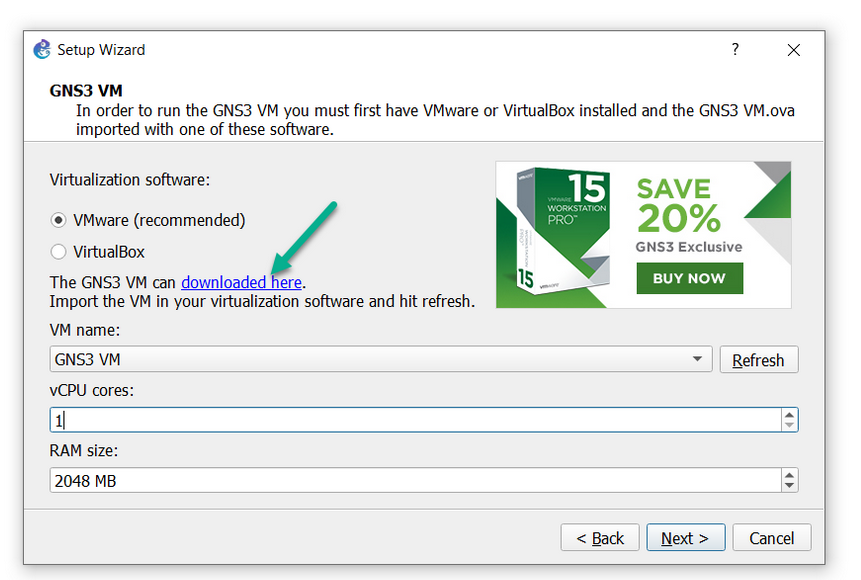 Setup Wizard
?
GNS3 VM
In order to run the GNS3 VM you must first have VMware or VirtualBox installed and the GNS3 VM.ova
imported with one of these software.
Virtualization software:
VMware (recommended)
VirtualBox
The GNS3 VM can downloaded here.
Import the VM in your virtualization software and hit refresh.
15
VMWARE
WORKSTATION
PRO™
15
SAVE
20%
GNS3 Exclusive
BUY NOW
VM name:
GNS3 VM
Refresh
vCPU cores:
1
RAM size:
2048 MB
< Back
Next >
Cancel